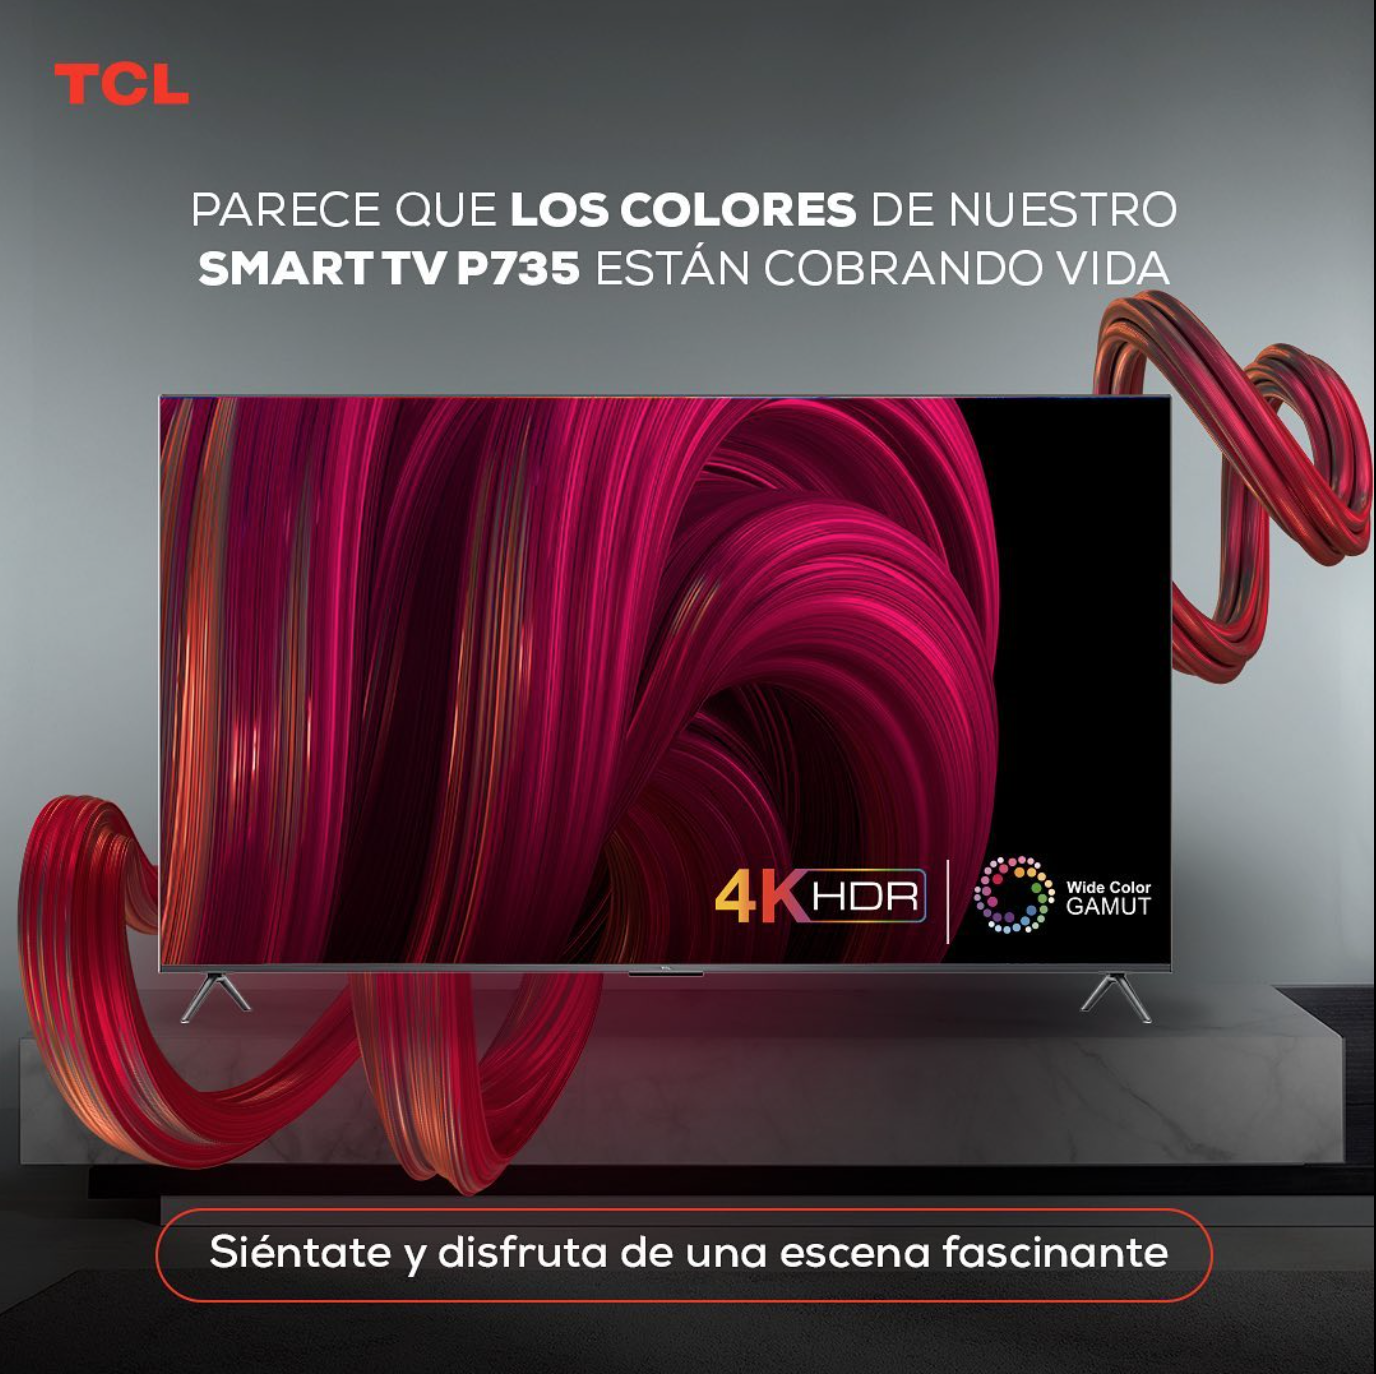 TCL
PARECE QUE LOS COLORES DE NUESTRO
SMART TV P735 ESTÁN COBRANDO VIDA
4K HDR
Wide Color
GAMUT
TCL
Siéntate y disfruta de una escena fascinante